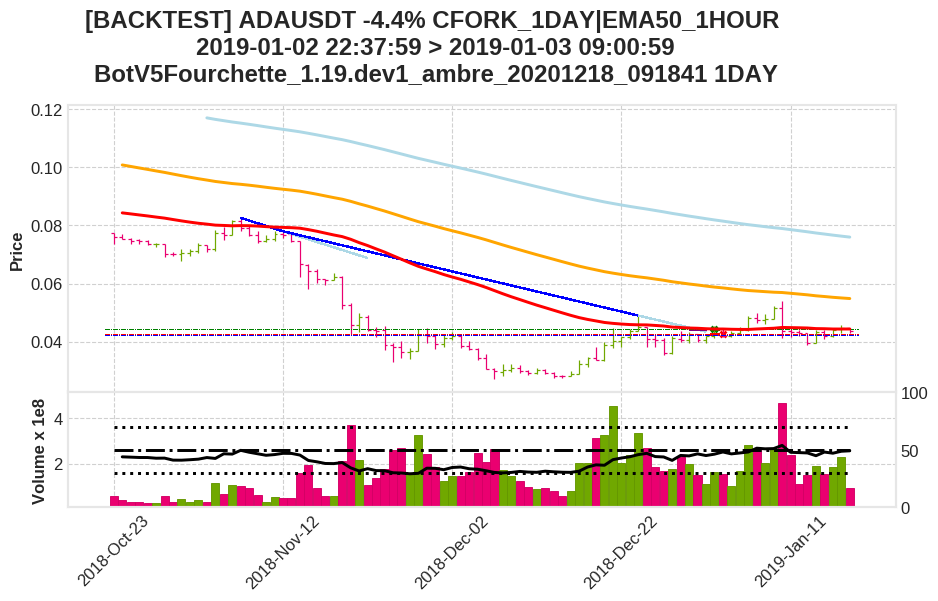 [BACKTEST] ADAUSDT -4.4% CFORK_1DAY|EMA50_1HOUR
2019-01-02 22:37:59 > 2019-01-03 09:00:59
BotV5Fourchette_1.19.dev1_ambre_20201218_091841 1DAY
0.12
0.10
0.08
0.06
0.04
Price
4
2
Volume x 1e8
100
50
0
2018-Oct-23
2018-Nov-12
2018-Dec-02
2018-Dec-22
2019-Jan-11